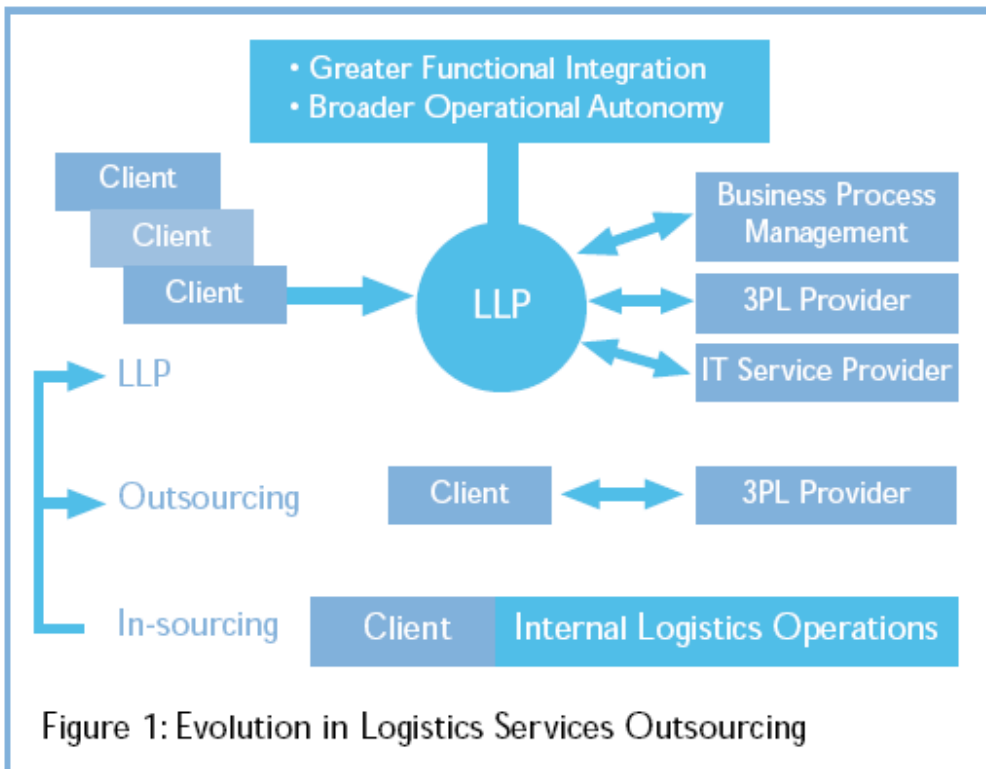 • Greater Functional Integration
• Broader Operational Autonomy
Client
Client
Client
LLP
Business Process
Management
3PL Provider
IT Service Provider
LLP
Outsourcing
Client
3PL Provider
In-sourcing
Client
Internal Logistics Operations
Figure 1: Evolution in Logistics Services Outsourcing